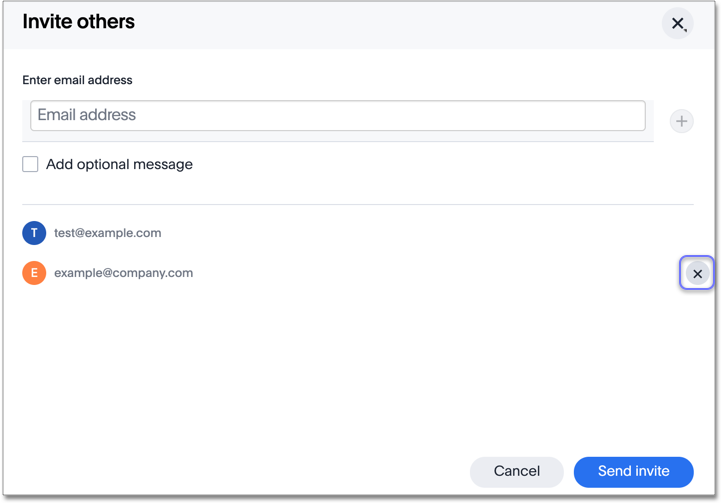 Invite others
Enter email address
Email address
Add optional message
T test@example.com
E example@company.com
Cancel Send invite